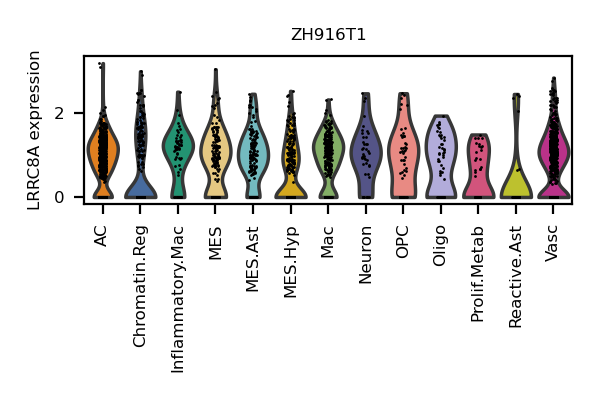 ZH916T1
LRRC8A expression
2
0
AC
Chromatin.Reg
Inflammatory.Mac
MES
MES.Ast
MES.Hyp
Mac
Neuron
OPC
Oligo
Prolif.Metab
Reactive.Ast
Vasc